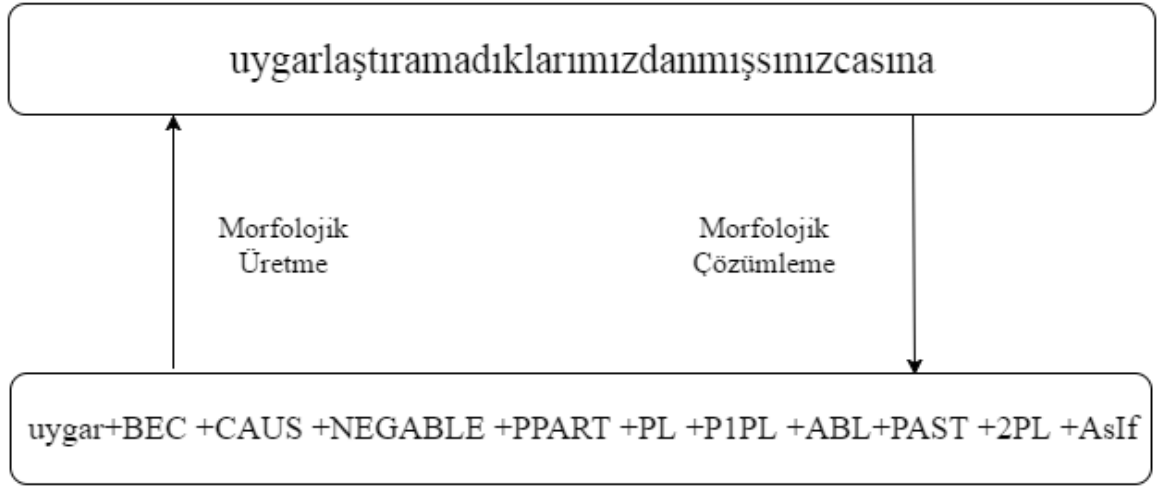 uygarlaştıramadıklarımızdanmışsınızcasına
Morfolojik
Üretme
Morfolojik
Çözümleme
uygar+BEC +CAUS +NEGABLE +PPART +PL +P1PL +ABL+PAST +2PL +AsIf